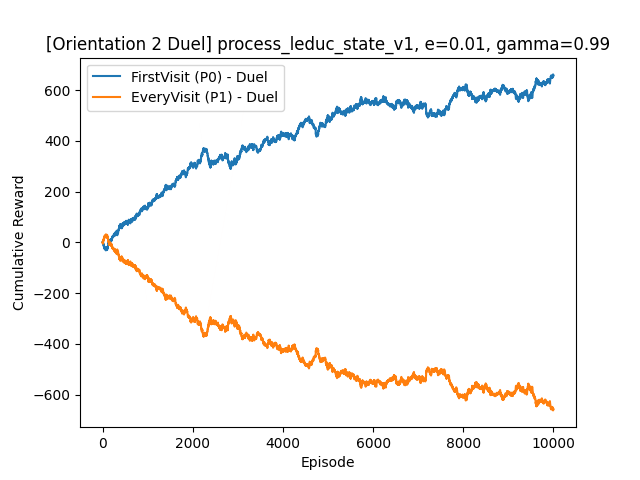 [Orientation 2 Duel] process_leduc_state_v1, e=0.01, gamma=0.99
FirstVisit (P0) - Duel
EveryVisit (P1) - Duel
Cumulative Reward
600
400
200
0
−200
−400
−600
0 2000 4000 6000 8000 10000
Episode